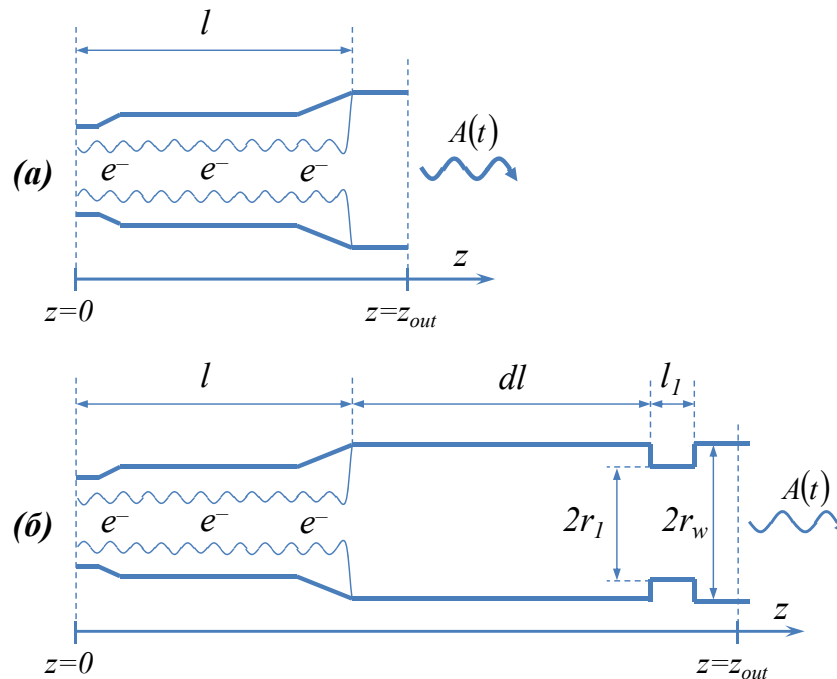 l
A(t)
(а)
e⁻ e⁻ e⁻
z
z=0
z=z_out
l
dl
l_1
A(t)
(б)
e⁻ e⁻ e⁻
2r_1
2r_w
z
z=0
z=z_out